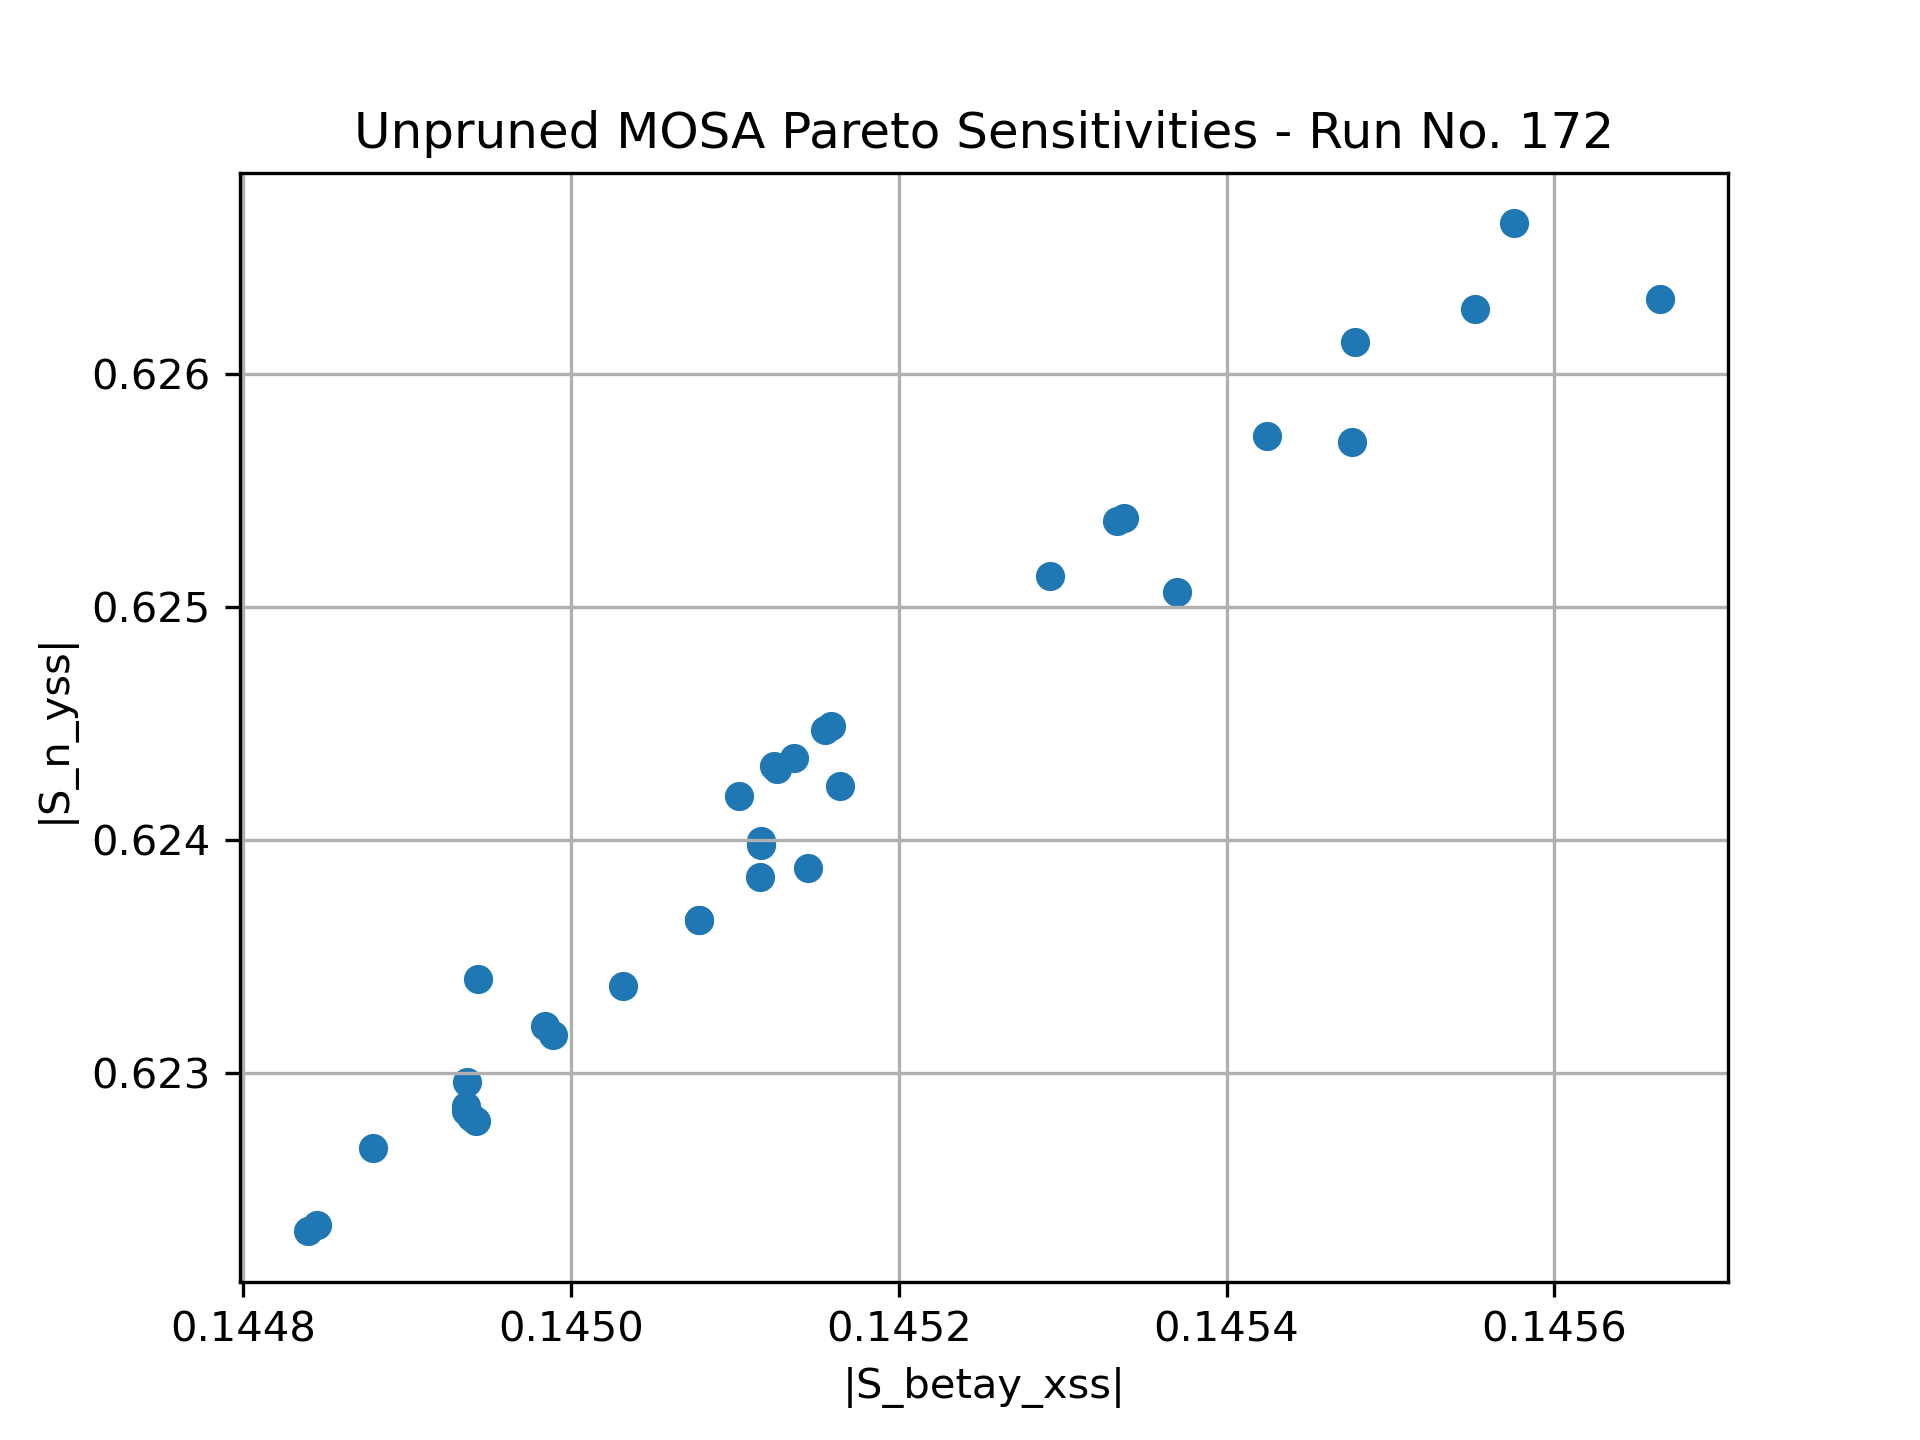 Unpruned MOSA Pareto Sensitivities - Run No. 172
0.626
0.625
0.624
0.623
|S_n_yss|
0.1448 0.1450 0.1452 0.1454 0.1456
|S_betay_xss|